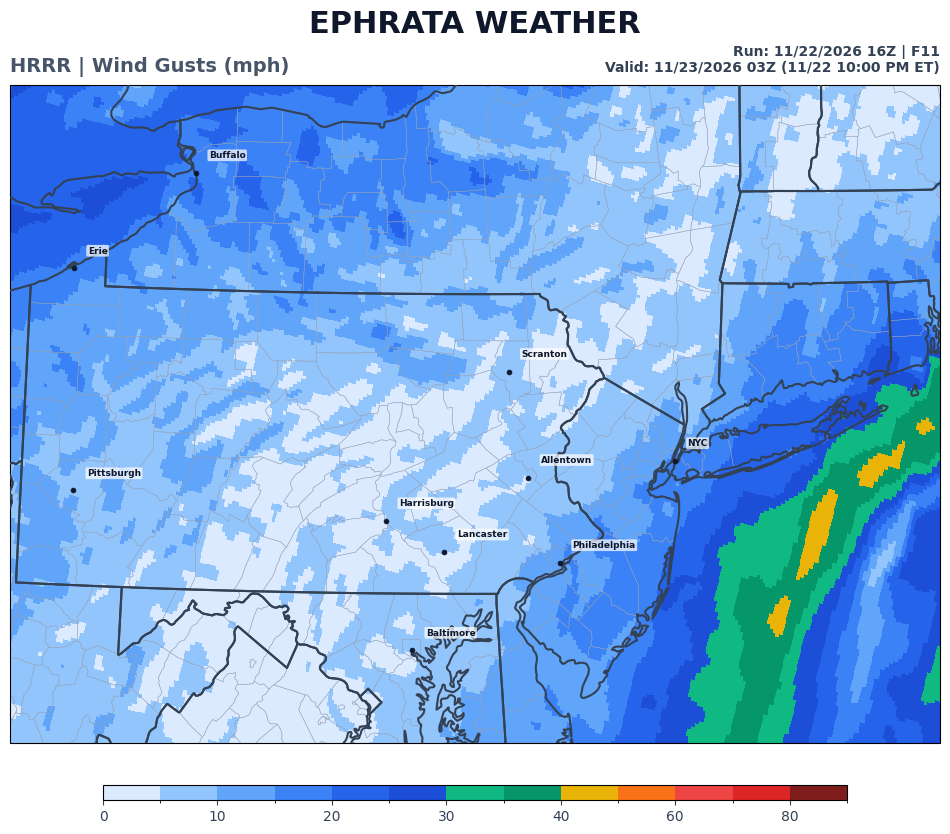 EPHRATA WEATHER
HRRR | Wind Gusts (mph)
Run: 11/22/2026 16Z | F11
Valid: 11/23/2026 03Z (11/22 10:00 PM ET)
Buffalo
Erie
Scranton
NYC
Allentown
Pittsburgh
Harrisburg
Lancaster
Philadelphia
Baltimore
0 10 20 30 40 50 60 70 80